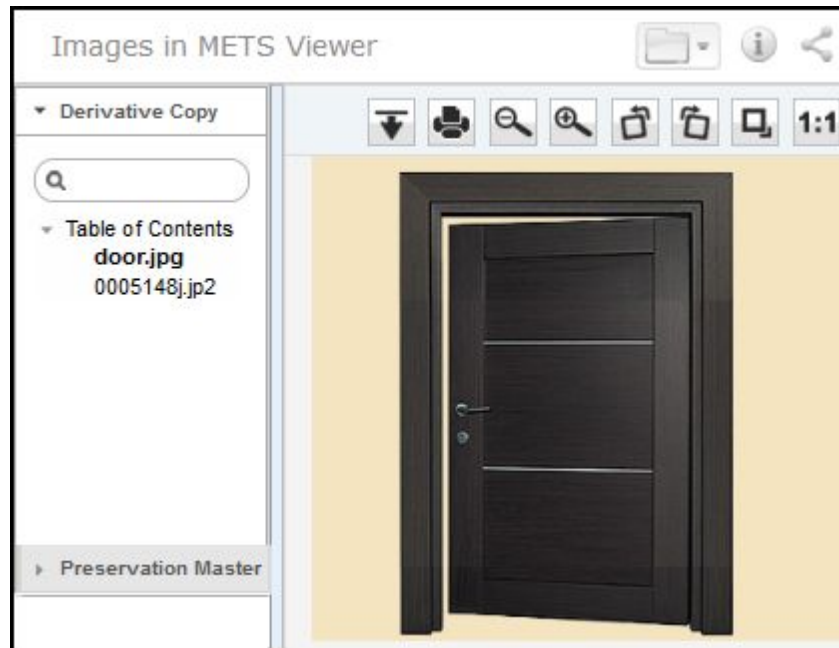 Images in METS Viewer
Derivative Copy
1:1
Table of Contents
door.jpg
0005148j.jp2
Preservation Master